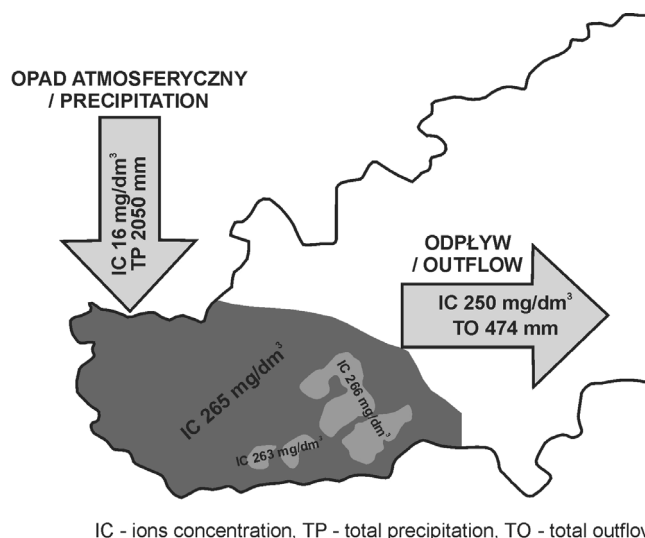 OPAD ATMOSFERYCZNY
/ PRECIPITATION
IC 16 mg/dm³
TP 2050 mm
ODPŁYW
/ OUTFLOW
IC 250 mg/dm³
TO 474 mm
IC 265 mg/dm³
IC 266 mg/dm³
IC 263 mg/dm³
IC - ions concentration, TP - total precipitation, TO - total outflow